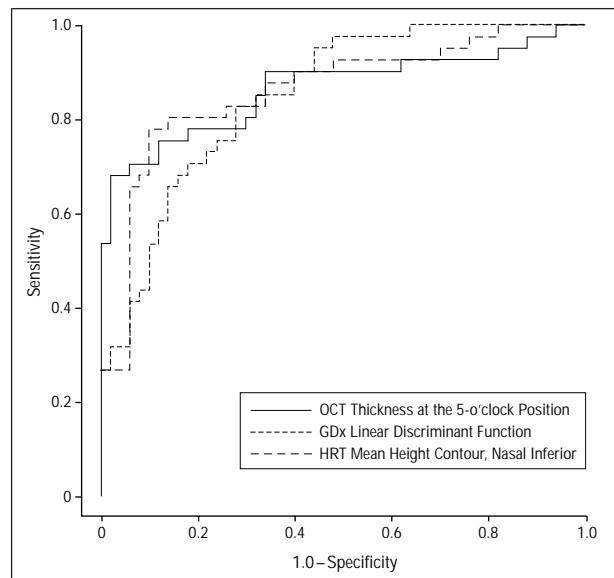 1.0
0.8
0.6
0.4
0.2
0
Sensitivity
OCT Thickness at the 5-o'clock Position
GDx Linear Discriminant Function
HRT Mean Height Contour, Nasal Inferior
0 0.2 0.4 0.6 0.8 1.0
1.0 – Specificity